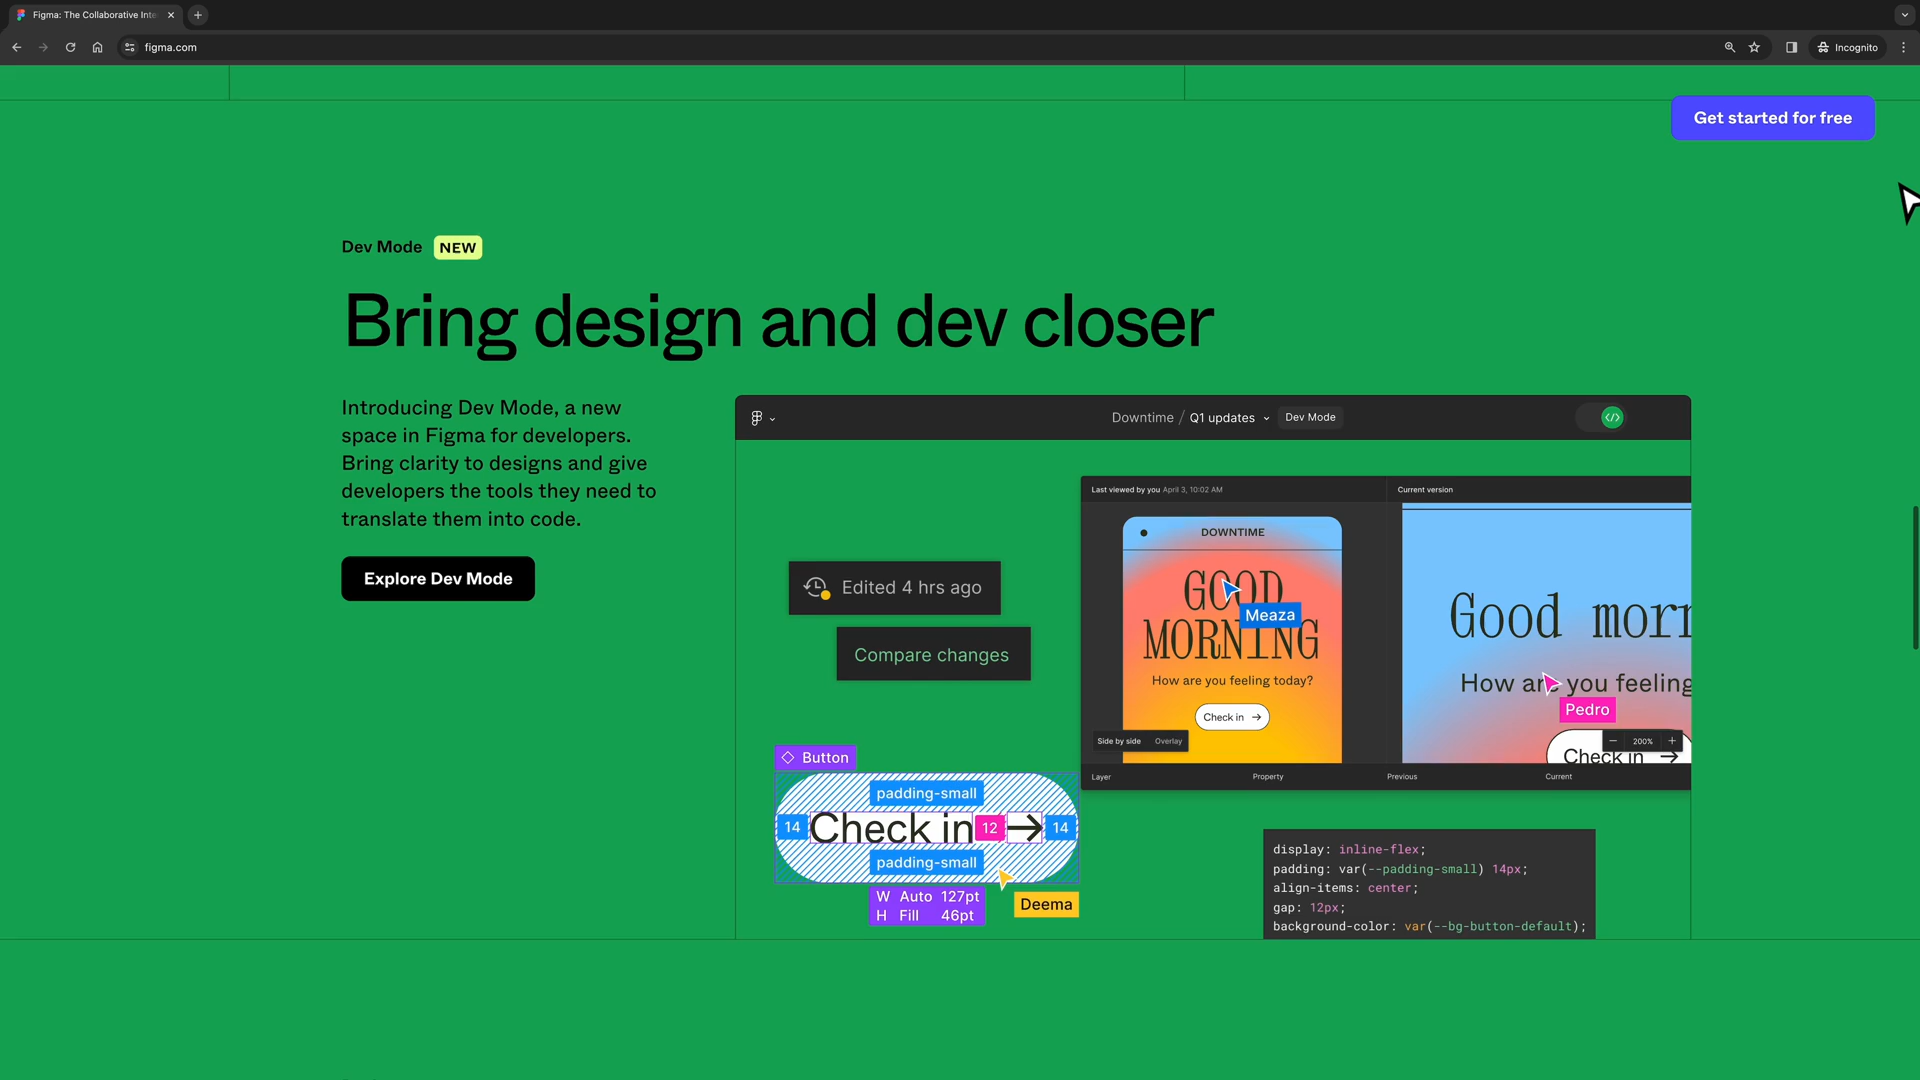 Figma: The Collaborative Inte
figma.com
Incognito
Get started for free
Dev Mode NEW
Bring design and dev closer
Introducing Dev Mode, a new
space in Figma for developers.
Bring clarity to designs and give
developers the tools they need to
translate them into code.
Explore Dev Mode
Downtime / Q1 updates Dev Mode
</>
Last viewed by you April 3, 10:02 AM
Current version
DOWNTIME
GOOD
MORNING
Meaza
How are you feeling today?
Check in →
Side by side Overlay
Good morn
How are you feeling
Pedro
Check in →
− 200% +
Layer Property Previous Current
Edited 4 hrs ago
Compare changes
Button
padding-small
14 Check in 12 → 14
padding-small
W Auto 127pt
H Fill 46pt
Deema
display: inline-flex;
padding: var(--padding-small) 14px;
align-items: center;
gap: 12px;
background-color: var(--bg-button-default);